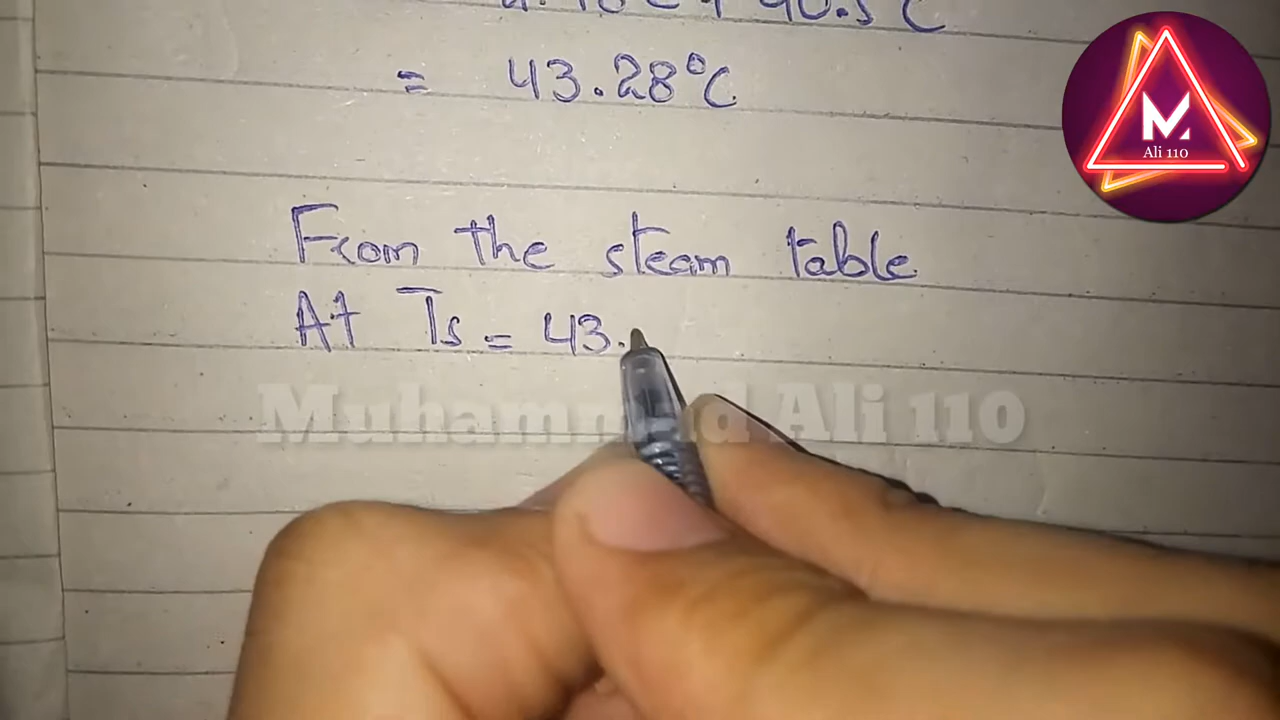 = 43.28°C
From the steam table
At Ts = 43.
Muhammad Ali 110
M
Ali 110